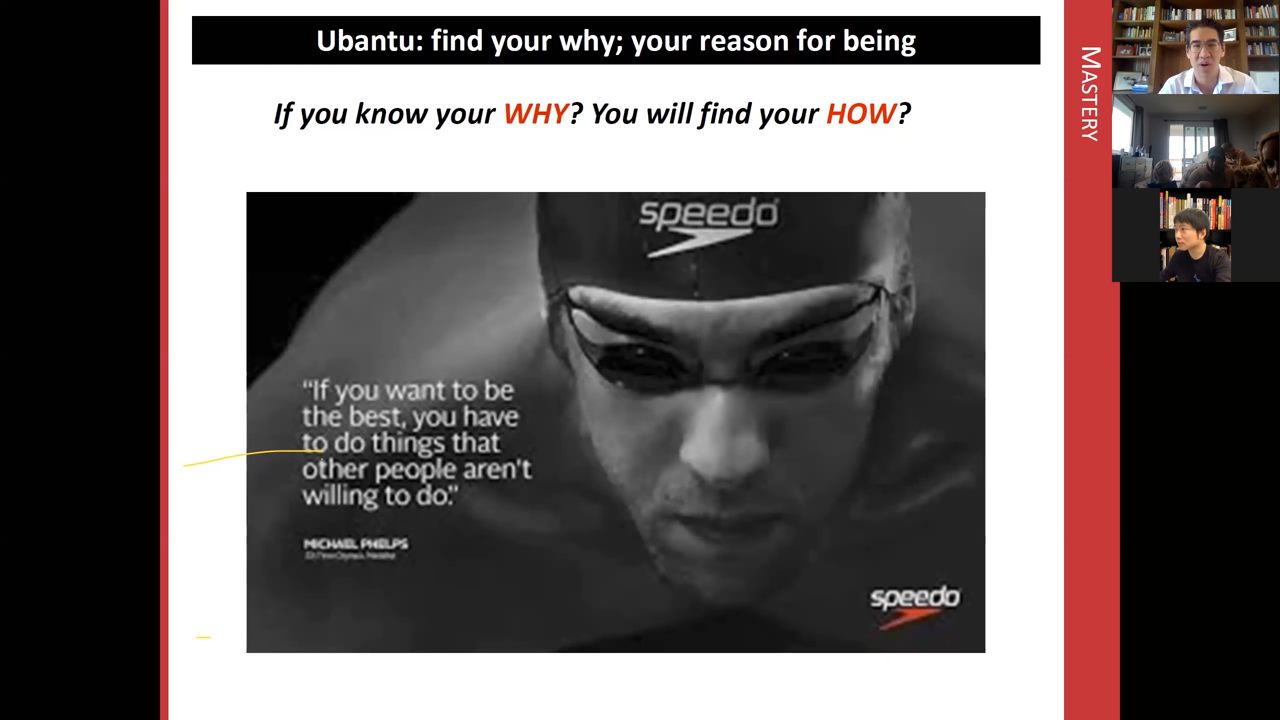 Ubantu: find your why; your reason for being
If you know your WHY? You will find your HOW?
MASTERY
speedo
"If you want to be
the best, you have
to do things that
other people aren't
willing to do."
MICHAEL PHELPS
speedo